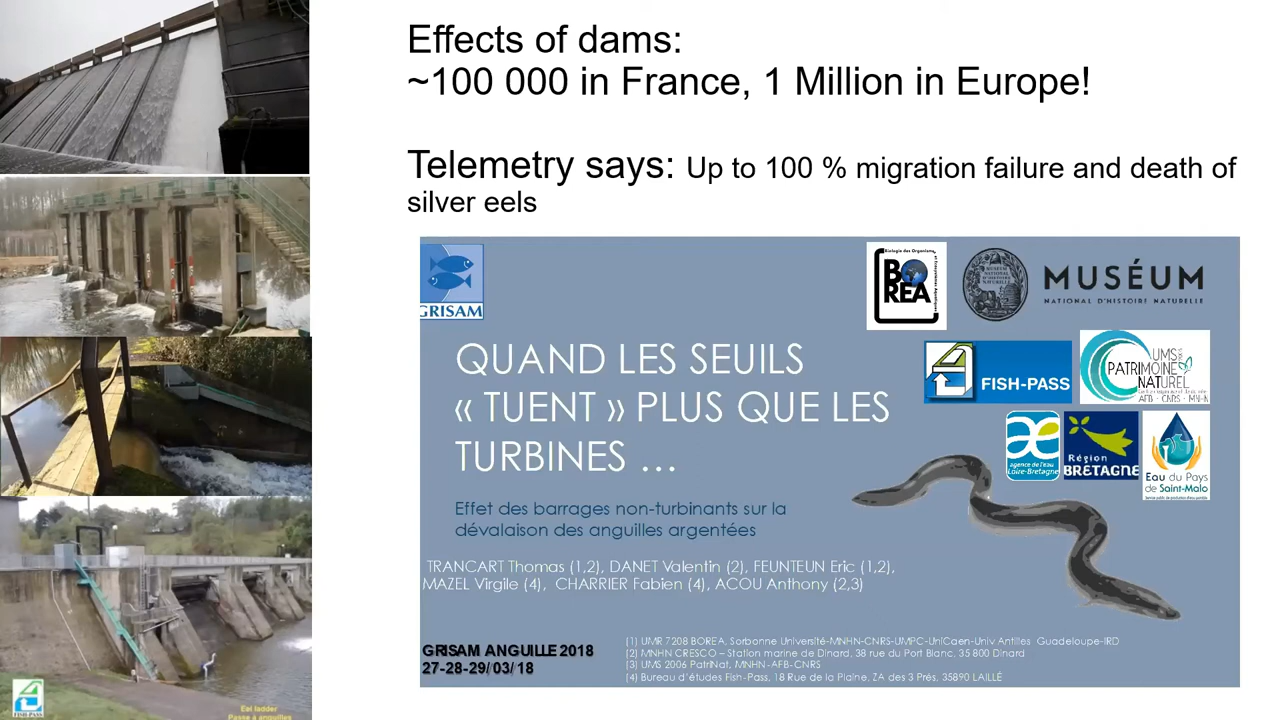 Effects of dams:
~100 000 in France, 1 Million in Europe!
Telemetry says: Up to 100 % migration failure and death of
silver eels
GRISAM
Biologie des Organismes
BOREA
MUSÉUM
NATIONAL D'HISTOIRE NATURELLE
FISH-PASS
UMS
PATRIMOINE
NATUREL
AFB - CNRS - MNHN
QUAND LES SEUILS
« TUENT » PLUS QUE LES
TURBINES …
agence de l'eau
Loire-Bretagne
Région
BRETAGNE
Eau du Pays
de Saint-Malo
Effet des barrages non-turbinants sur la
dévalaison des anguilles argentées
TRANCART Thomas (1,2), DANET Valentin (2), FEUNTEUN Eric (1,2),
MAZEL Virgile (4), CHARRIER Fabien (4), ACOU Anthony (2,3)
GRISAM ANGUILLE 2018
27-28-29/03/18
(1) UMR 7208 BOREA, Sorbonne Université-MNHN-CNRS-UMPC-UniCaen-Univ Antilles Guadeloupe-IRD
(2) MNHN CRESCO – Station marine de Dinard, 38 rue du Port Blanc, 35 800 Dinard
(3) UMS 2006 PatriNat, MNHN-AFB-CNRS
(4) Bureau d'études Fish-Pass, 18 Rue de la Plaine, ZA des 3 Prés, 35890 LAILLÉ
FISH-PASS
Eel ladder
Passe à anguilles